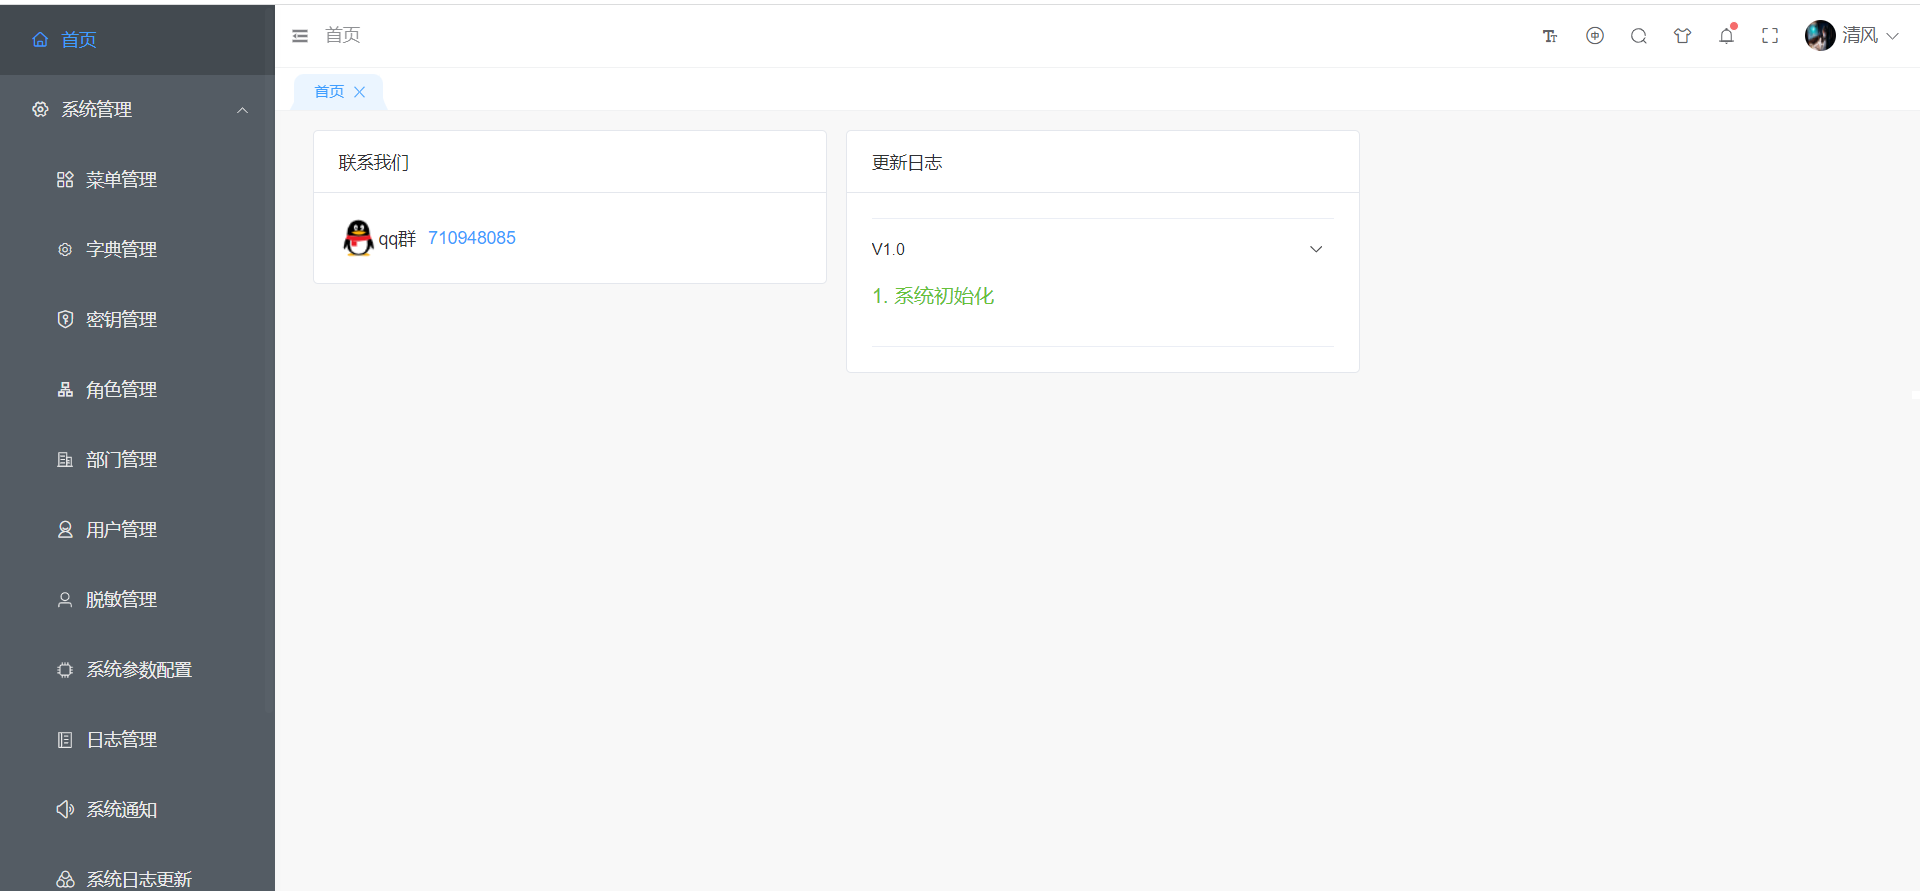 首页
系统管理
菜单管理
字典管理
密钥管理
角色管理
部门管理
用户管理
脱敏管理
系统参数配置
日志管理
系统通知
系统日志更新
首页
清风
首页
联系我们
qq群 710948085
更新日志
V1.0
1. 系统初始化